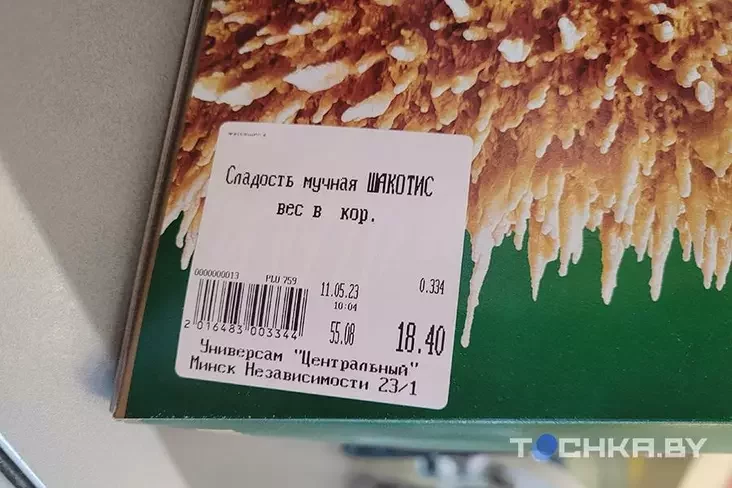 Сладость мучная ШАКОТИС
вес в кор.
0000000013 PLU 759
11.05.23 0.334
10:04
2 016483 003344
55.08 18.40
Универсам "Центральный"
Минск Независимости 23/1
TOCHKA.BY